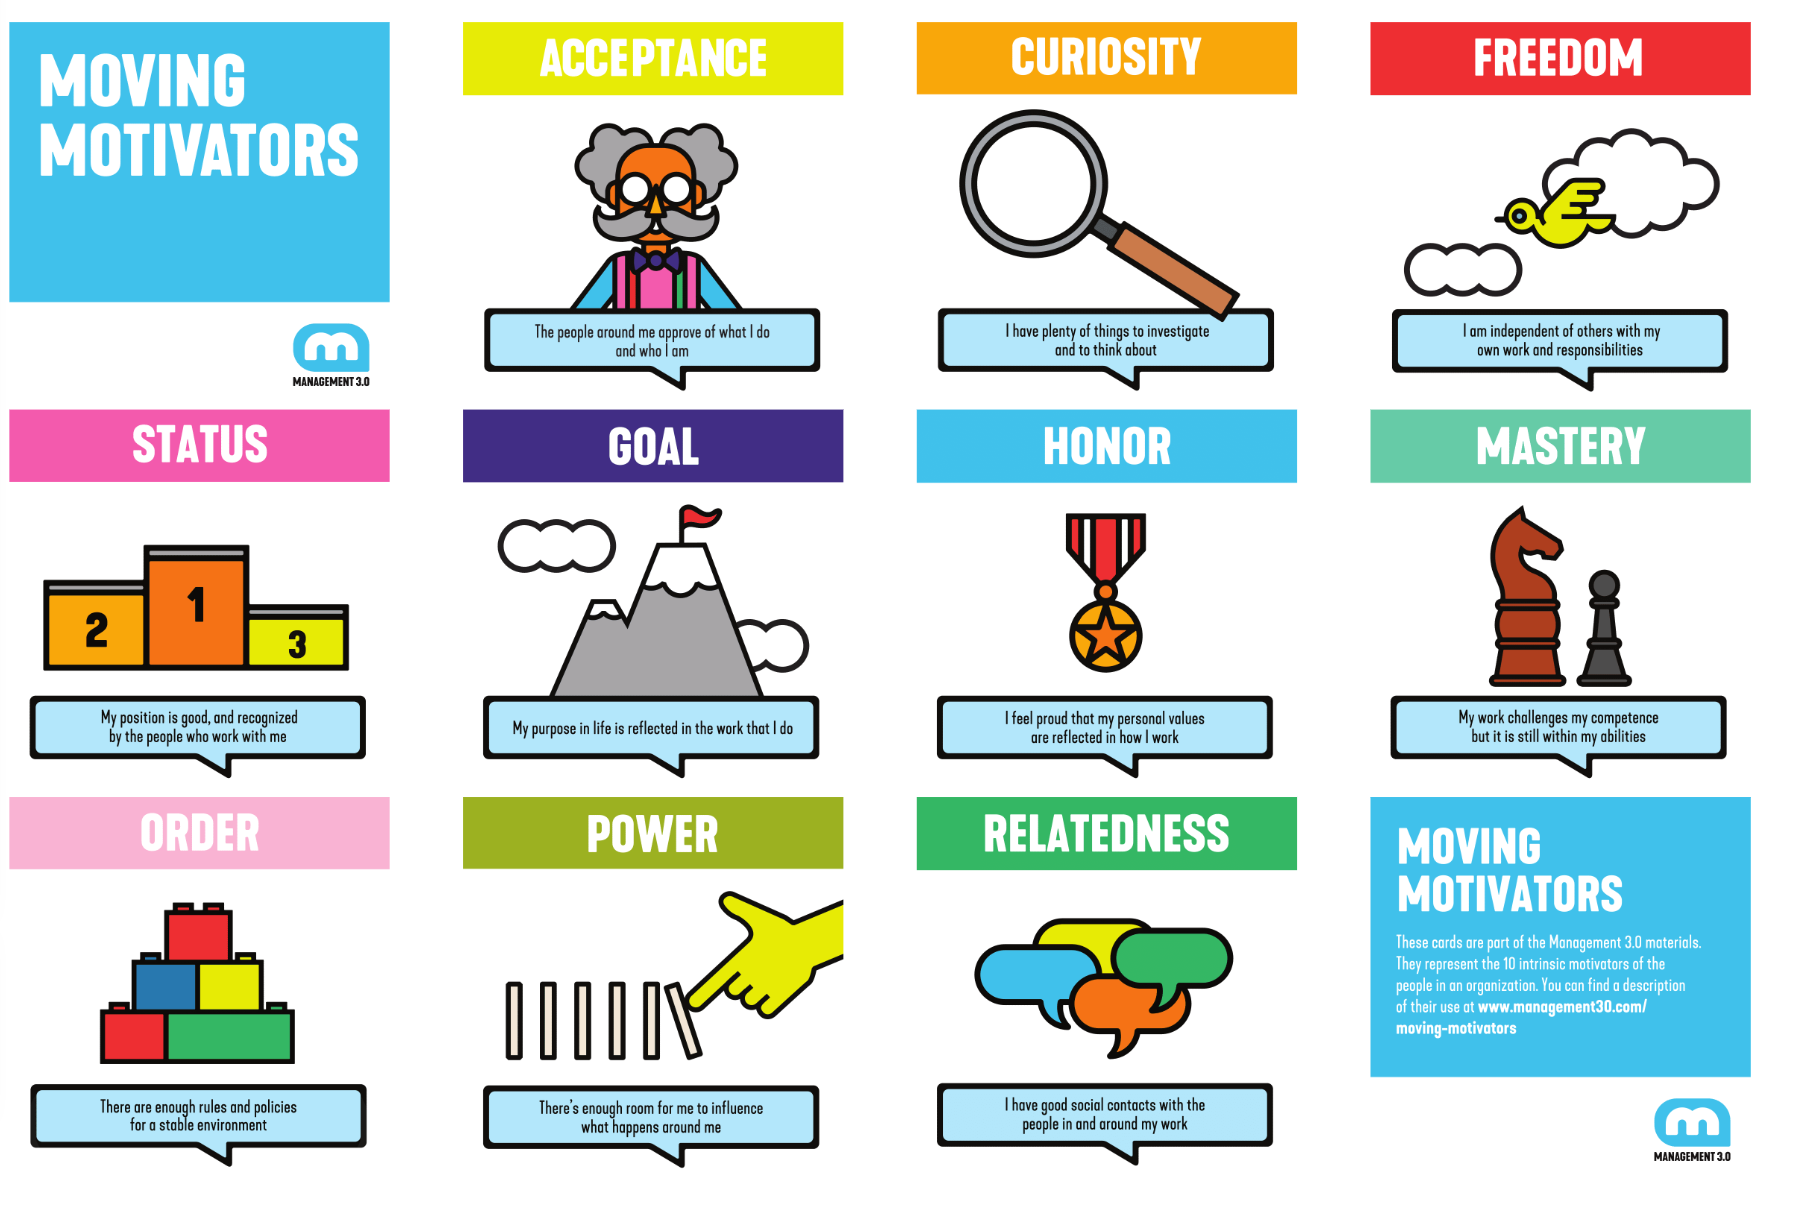 MOVING
MOTIVATORS
MANAGEMENT 3.0
ACCEPTANCE
The people around me approve of what I do
and who I am
CURIOSITY
I have plenty of things to investigate
and to think about
FREEDOM
I am independent of others with my
own work and responsibilities
STATUS
2
1
3
My position is good, and recognized
by the people who work with me
GOAL
My purpose in life is reflected in the work that I do
HONOR
I feel proud that my personal values
are reflected in how I work
MASTERY
My work challenges my competence
but it is still within my abilities
ORDER
There are enough rules and policies
for a stable environment
POWER
There's enough room for me to influence
what happens around me
RELATEDNESS
I have good social contacts with the
people in and around my work
MOVING
MOTIVATORS
These cards are part of the Management 3.0 materials.
They represent the 10 intrinsic motivators of the
people in an organization. You can find a description
of their use at www.management30.com/
moving-motivators
MANAGEMENT 3.0